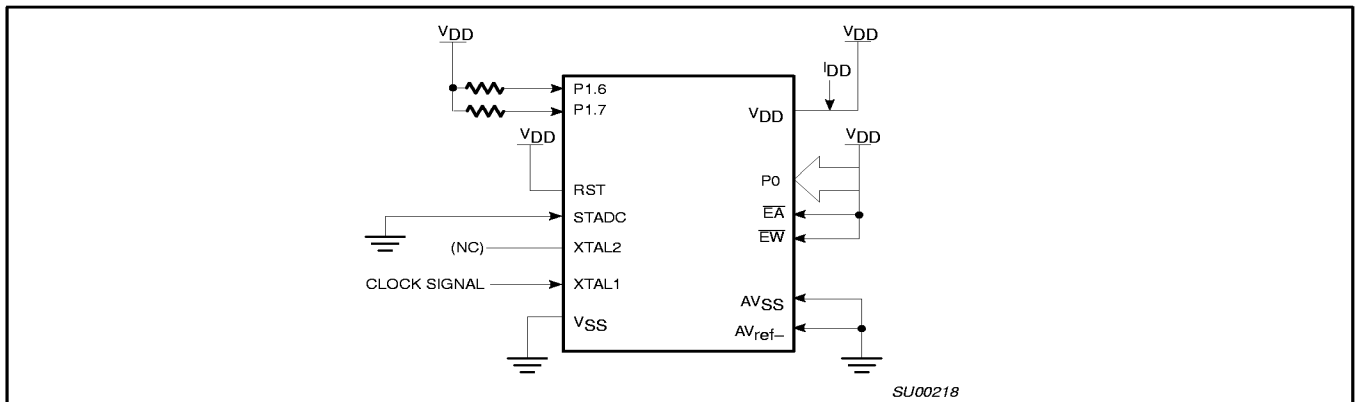 VDD
P1.6
P1.7
VDD
RST
STADC
(NC)
XTAL2
CLOCK SIGNAL
XTAL1
VSS
VDD
IDD
VDD
VDD
P0
EA
EW
AVSS
AVref–
SU00218